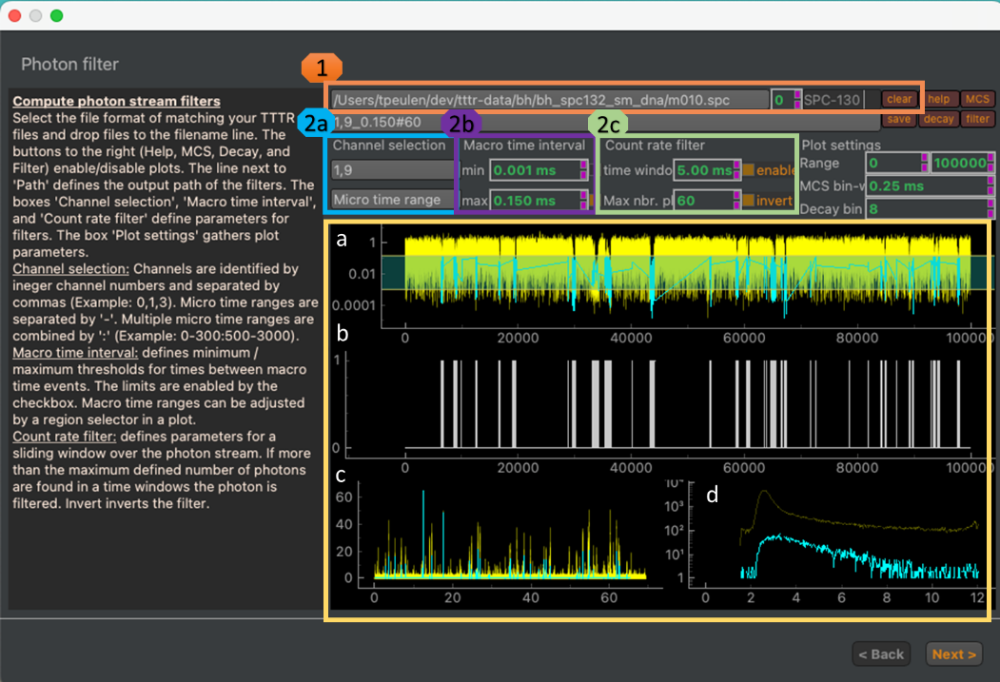 Photon filter
1
/Users/tpeulen/dev/tttr-data/bh/bh_spc132_sm_dna/m010.spc 0 SPC-130 clear help MCS
1,9_0.150#60 save decay filter
Compute photon stream filters
Select the file format of matching your TTTR
files and drop files to the filename line. The
buttons to the right (Help, MCS, Decay, and
Filter) enable/disable plots. The line next to
'Path' defines the output path of the filters. The
boxes 'Channel selection', 'Macro time interval',
and 'Count rate filter' define parameters for
filters. The box 'Plot settings' gathers plot
parameters.
Channel selection: Channels are identified by
ineger channel numbers and separated by
commas (Example: 0,1,3). Micro time ranges are
separated by '-'. Multiple micro time ranges are
combined by ':' (Example: 0-300:500-3000).
Macro time interval: defines minimum /
maximum thresholds for times between macro
time events. The limits are enabled by the
checkbox. Macro time ranges can be adjusted
by a region selector in a plot.
Count rate filter: defines parameters for a
sliding window over the photon stream. If more
than the maximum defined number of photons
are found in a time windows the photon is
filtered. Invert inverts the filter.
2a
Channel selection
1,9
Micro time range
2b
Macro time interval
min 0.001 ms
max 0.150 ms
2c
Count rate filter
time windo 5.00 ms enable
Max nbr. pl 60 invert
Plot settings
Range 0 100000
MCS bin-w 0.25 ms
Decay bin 8
a
1
0.01
0.0001
0 20000 40000 60000 80000 100000
b
1
0
0 20000 40000 60000 80000 100000
c
60
40
20
0
0 20 40 60
d
10⁴
10³
10²
10¹
1
0 2 4 6 8 10 12
< Back Next >